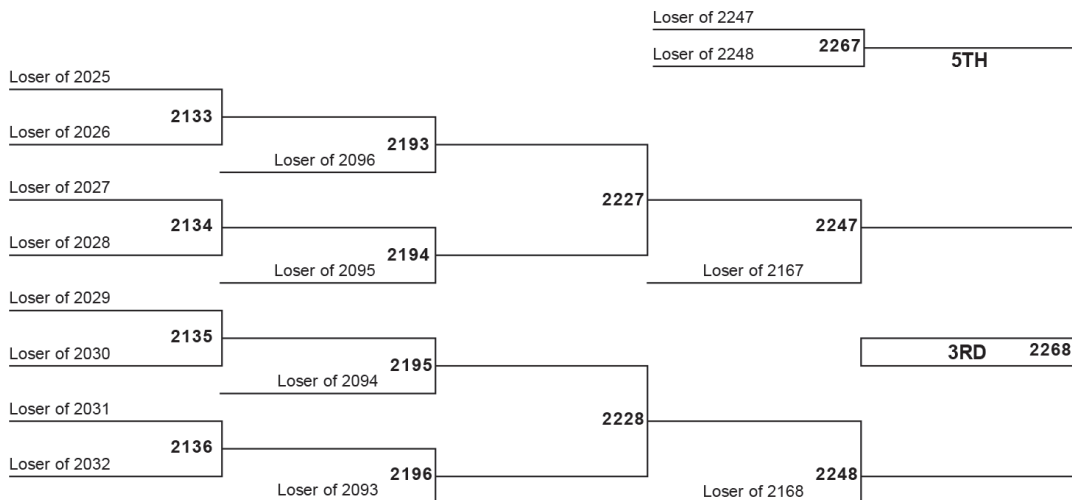 Loser of 2247
2267
Loser of 2248
5TH
Loser of 2025
2133
Loser of 2026
2193
Loser of 2096
Loser of 2027
2134
Loser of 2028
2194
Loser of 2095
2227
2247
Loser of 2167
Loser of 2029
2135
Loser of 2030
2195
Loser of 2094
3RD 2268
Loser of 2031
2136
Loser of 2032
2196
Loser of 2093
2228
2248
Loser of 2168